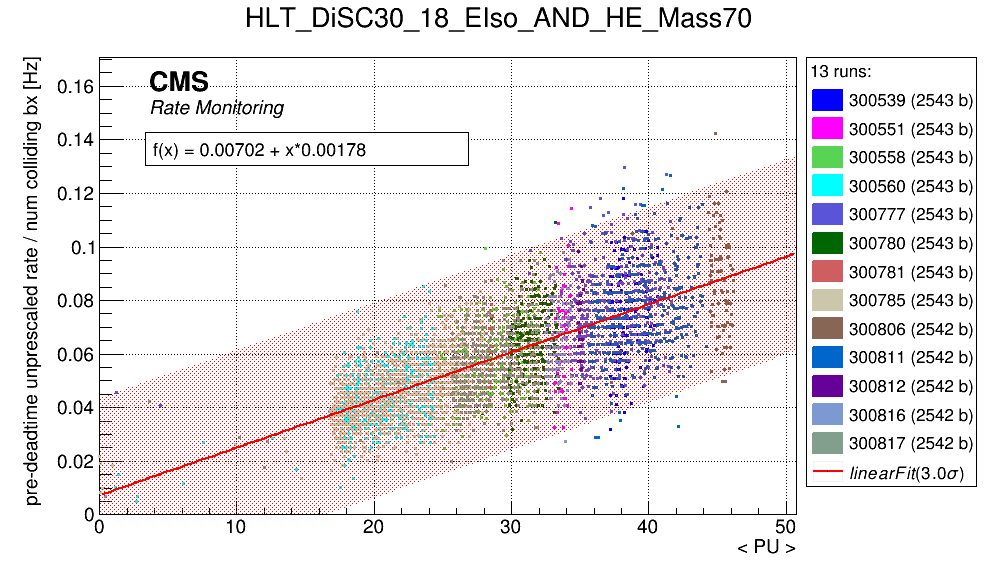 HLT_DiSC30_18_EIso_AND_HE_Mass70
pre-deadtime unprescaled rate / num colliding bx [Hz]
CMS
Rate Monitoring
f(x) = 0.00702 + x*0.00178
0.16
0.14
0.12
0.1
0.08
0.06
0.04
0.02
0
0 10 20 30 40 50
< PU >
13 runs:
300539 (2543 b)
300551 (2543 b)
300558 (2543 b)
300560 (2543 b)
300777 (2543 b)
300780 (2543 b)
300781 (2543 b)
300785 (2543 b)
300806 (2542 b)
300811 (2542 b)
300812 (2542 b)
300816 (2542 b)
300817 (2542 b)
linearFit(3.0σ)